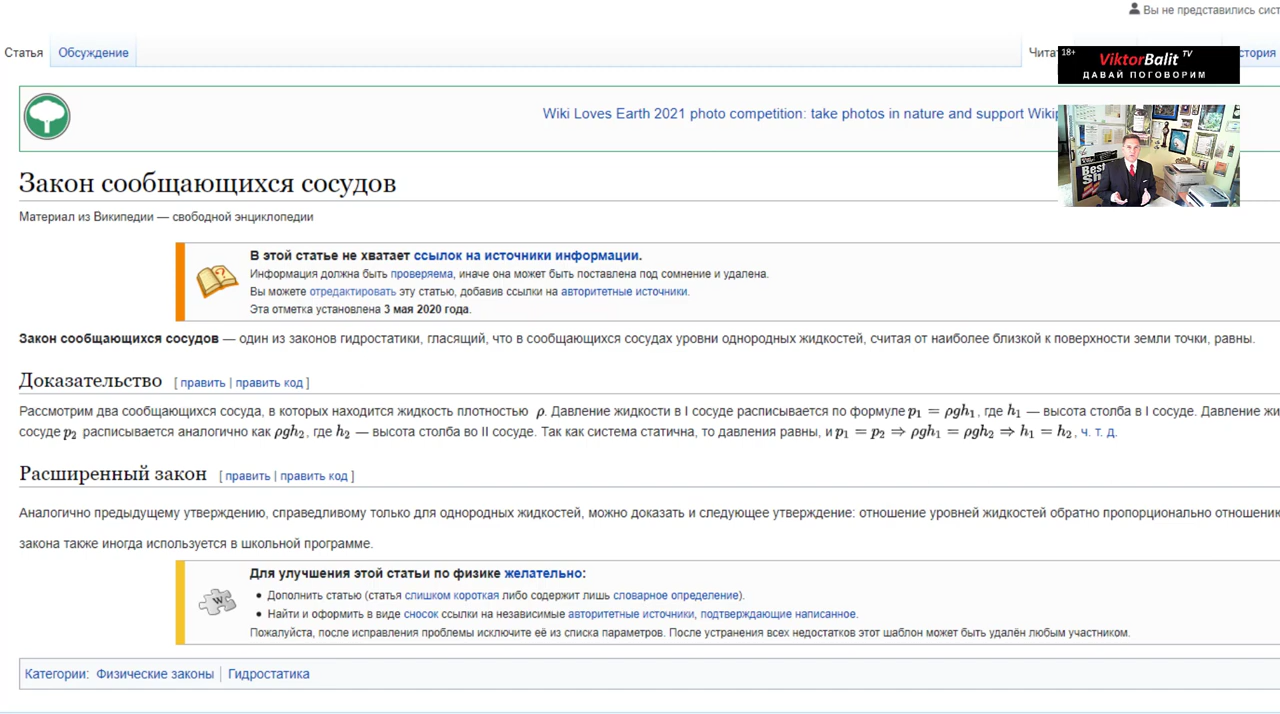 Вы не представились сист
Статья
Обсуждение
Читат
стория
18+
ViktorBalit TV
ДАВАЙ ПОГОВОРИМ
Wiki Loves Earth 2021 photo competition: take photos in nature and support Wikip
Best
Sh
Закон сообщающихся сосудов
Материал из Википедии — свободной энциклопедии
В этой статье не хватает ссылок на источники информации.
Информация должна быть проверяема, иначе она может быть поставлена под сомнение и удалена.
Вы можете отредактировать эту статью, добавив ссылки на авторитетные источники.
Эта отметка установлена 3 мая 2020 года.
Закон сообщающихся сосудов — один из законов гидростатики, гласящий, что в сообщающихся сосудах уровни однородных жидкостей, считая от наиболее близкой к поверхности земли точки, равны.
Доказательство [ править | править код ]
Рассмотрим два сообщающихся сосуда, в которых находится жидкость плотностью ρ. Давление жидкости в I сосуде расписывается по формуле p₁ = ρgh₁, где h₁ — высота столба в I сосуде. Давление жи
сосуде p₂ расписывается аналогично как ρgh₂, где h₂ — высота столба во II сосуде. Так как система статична, то давления равны, и p₁ = p₂ ⇒ ρgh₁ = ρgh₂ ⇒ h₁ = h₂, ч. т. д.
Расширенный закон [ править | править код ]
Аналогично предыдущему утверждению, справедливому только для однородных жидкостей, можно доказать и следующее утверждение: отношение уровней жидкостей обратно пропорционально отношению
закона также иногда используется в школьной программе.
Для улучшения этой статьи по физике желательно:
• Дополнить статью (статья слишком короткая либо содержит лишь словарное определение).
• Найти и оформить в виде сносок ссылки на независимые авторитетные источники, подтверждающие написанное.
Пожалуйста, после исправления проблемы исключите её из списка параметров. После устранения всех недостатков этот шаблон может быть удалён любым участником.
Категории: Физические законы | Гидростатика